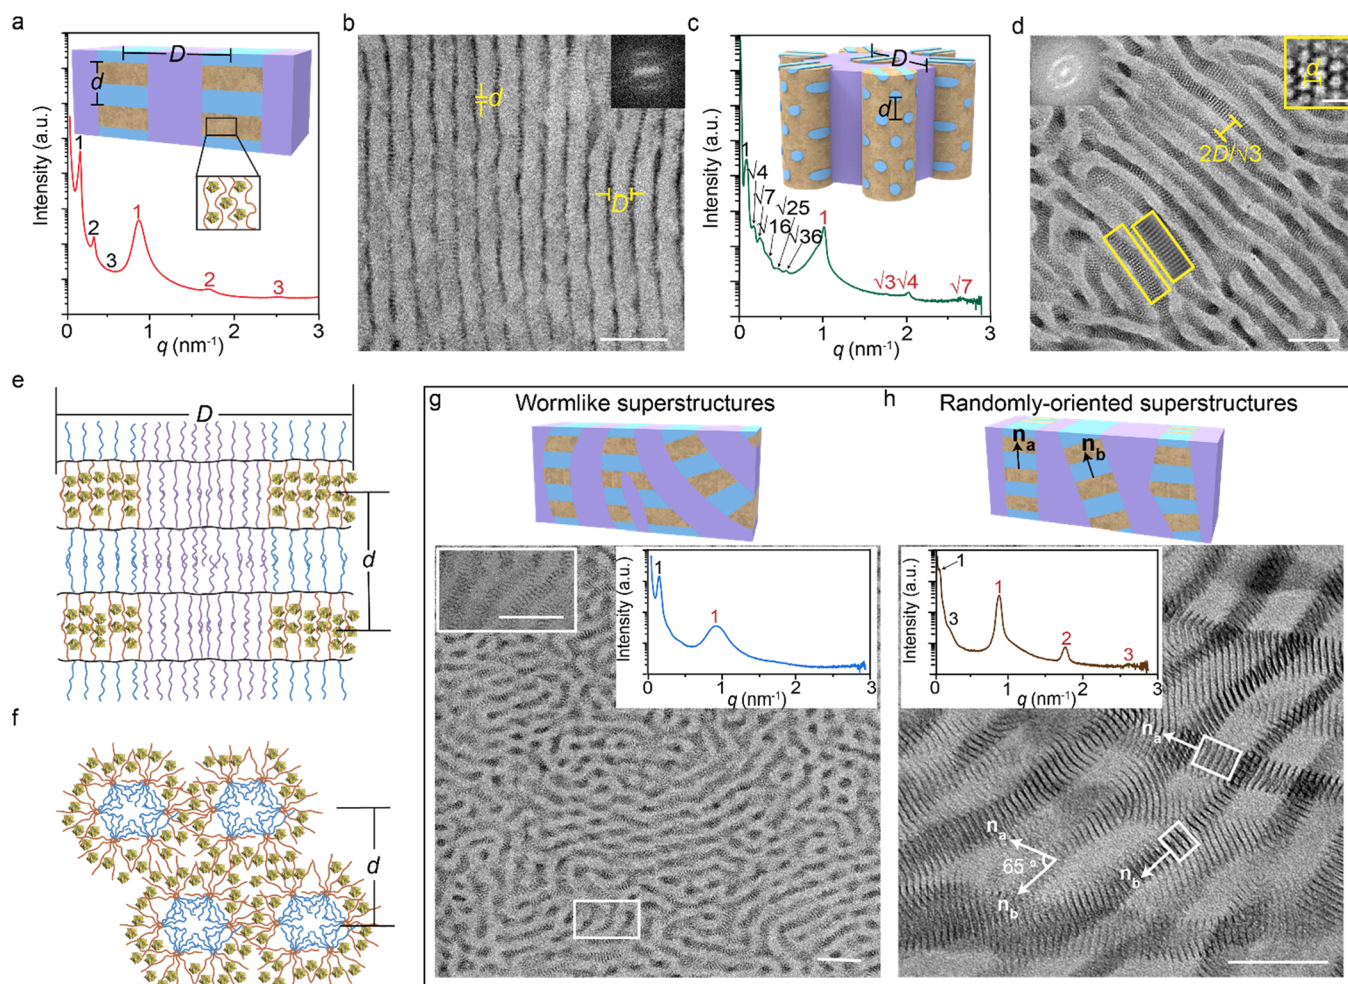 a
Intensity (a.u.)
D
d
1
2
3
1
2
3
0
1
2
3
q (nm⁻¹)
b
d
D
c
Intensity (a.u.)
D
d
1
√4
√7
√25
√16
√36
1
√3√4
√7
0
1
2
3
q (nm⁻¹)
d
d
2D/√3
e
D
d
f
d
g
Wormlike superstructures
Intensity (a.u.)
1
1
0
1
2
3
q (nm⁻¹)
h
Randomly-oriented superstructures
nₐ
n_b
Intensity (a.u.)
1
3
1
2
3
0
1
2
3
q (nm⁻¹)
nₐ
n_b
nₐ
65 °
n_b